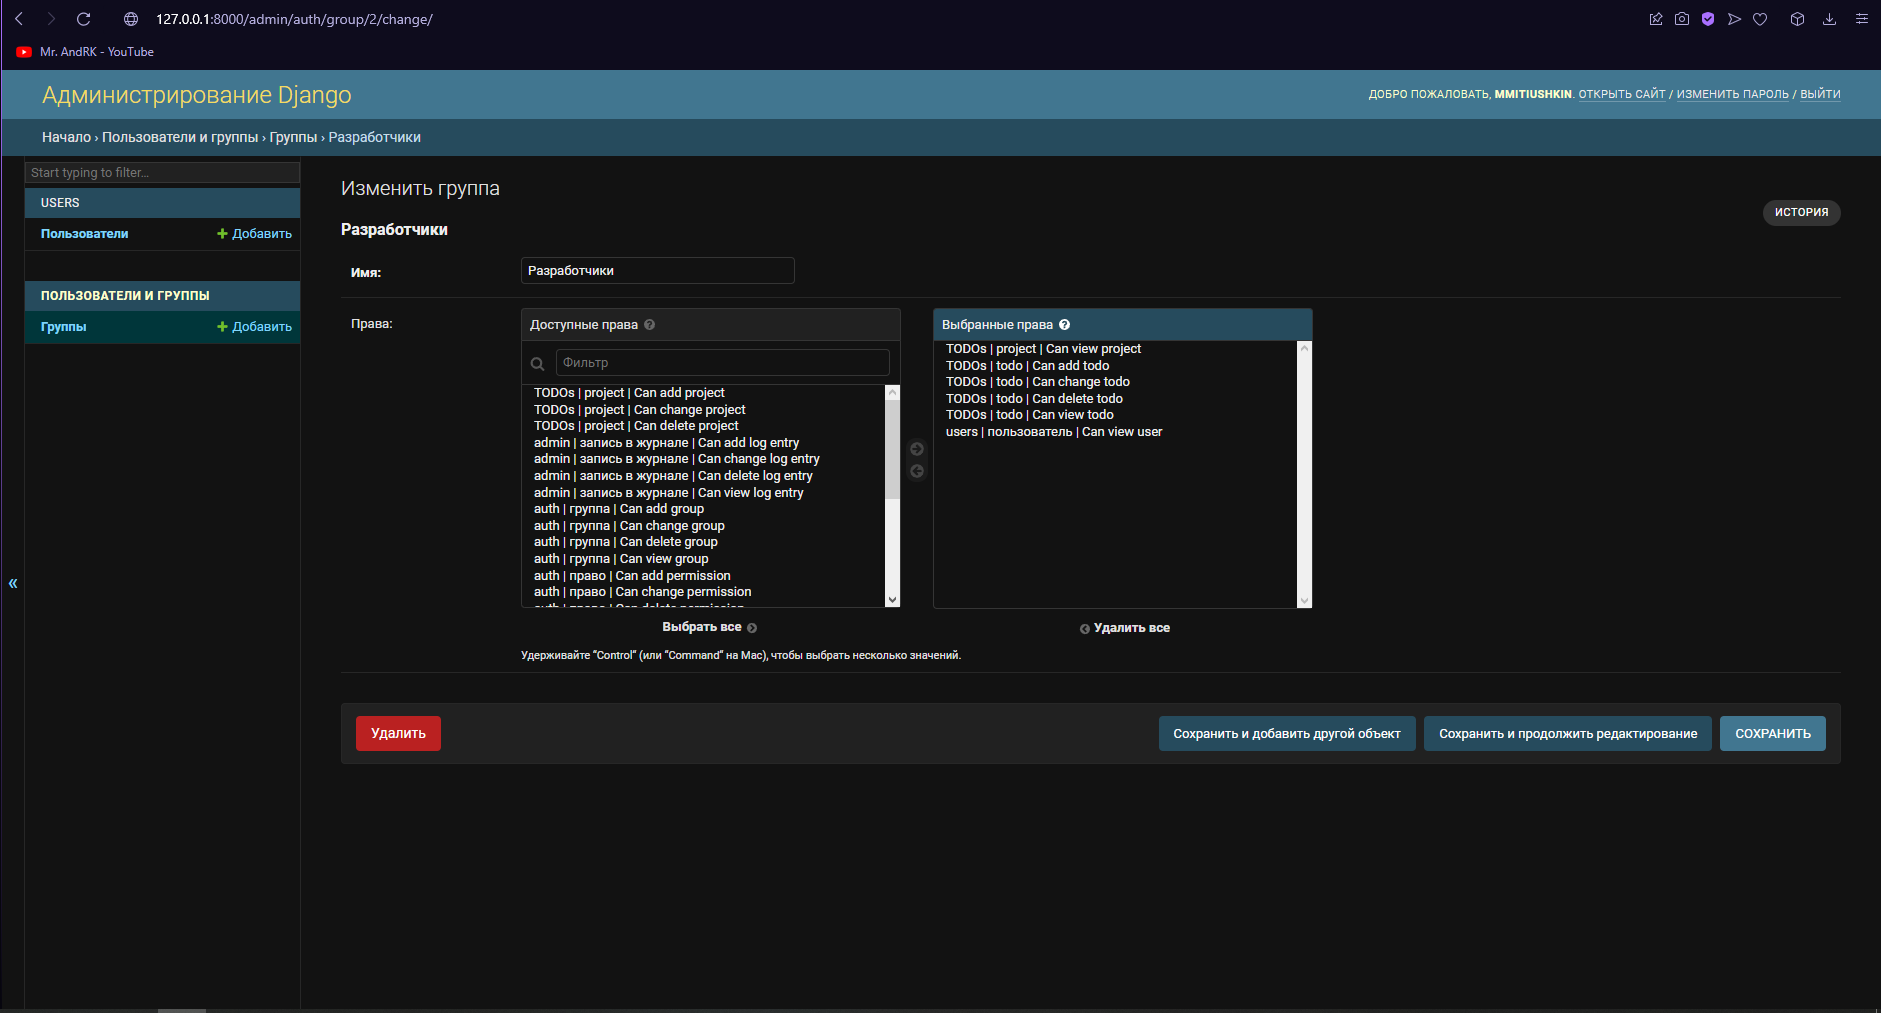 127.0.0.1:8000/admin/auth/group/2/change/
Mr. AndRK - YouTube
Администрирование Django
ДОБРО ПОЖАЛОВАТЬ, MMITIUSHKIN. ОТКРЫТЬ САЙТ / ИЗМЕНИТЬ ПАРОЛЬ / ВЫЙТИ
Начало › Пользователи и группы › Группы › Разработчики
Start typing to filter...
USERS
Пользователи
Добавить
ПОЛЬЗОВАТЕЛИ И ГРУППЫ
Группы
Добавить
«
Изменить группа
ИСТОРИЯ
Разработчики
Имя:
Разработчики
Права:
Доступные права ?
Фильтр
TODOs | project | Can add project
TODOs | project | Can change project
TODOs | project | Can delete project
admin | запись в журнале | Can add log entry
admin | запись в журнале | Can change log entry
admin | запись в журнале | Can delete log entry
admin | запись в журнале | Can view log entry
auth | группа | Can add group
auth | группа | Can change group
auth | группа | Can delete group
auth | группа | Can view group
auth | право | Can add permission
auth | право | Can change permission
auth | право | Can delete permission
Выбрать все
Выбранные права ?
TODOs | project | Can view project
TODOs | todo | Can add todo
TODOs | todo | Can change todo
TODOs | todo | Can delete todo
TODOs | todo | Can view todo
users | пользователь | Can view user
Удалить все
Удерживайте “Control“ (или “Command“ на Mac), чтобы выбрать несколько значений.
Удалить
Сохранить и добавить другой объект
Сохранить и продолжить редактирование
СОХРАНИТЬ